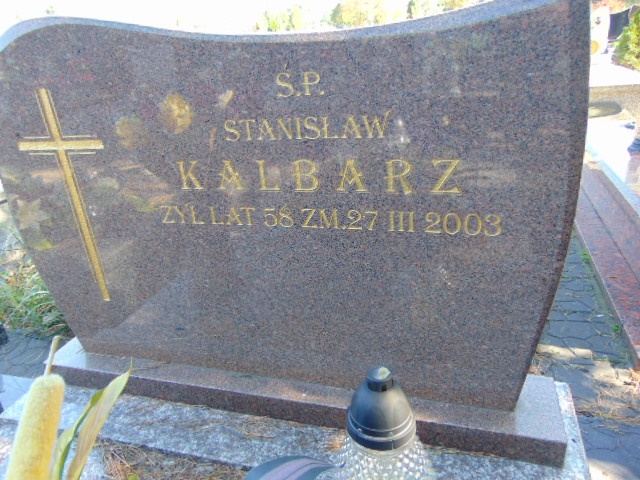 Ś.P.
STANISŁAW
KALBARZ
ŻYŁ LAT 58 ZM.27 III 2003